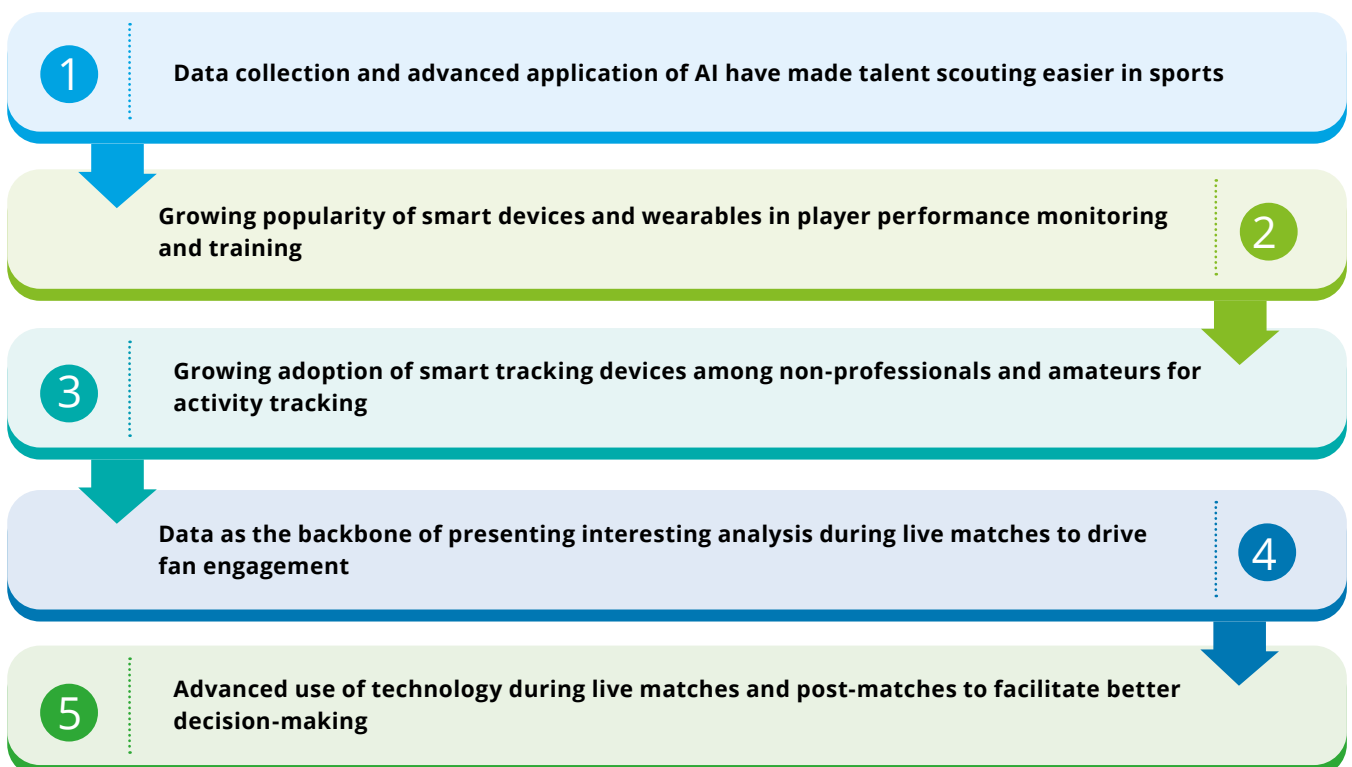 1
Data collection and advanced application of AI have made talent scouting easier in sports
Growing popularity of smart devices and wearables in player performance monitoring
and training
2
3
Growing adoption of smart tracking devices among non-professionals and amateurs for
activity tracking
Data as the backbone of presenting interesting analysis during live matches to drive
fan engagement
4
5
Advanced use of technology during live matches and post-matches to facilitate better
decision-making